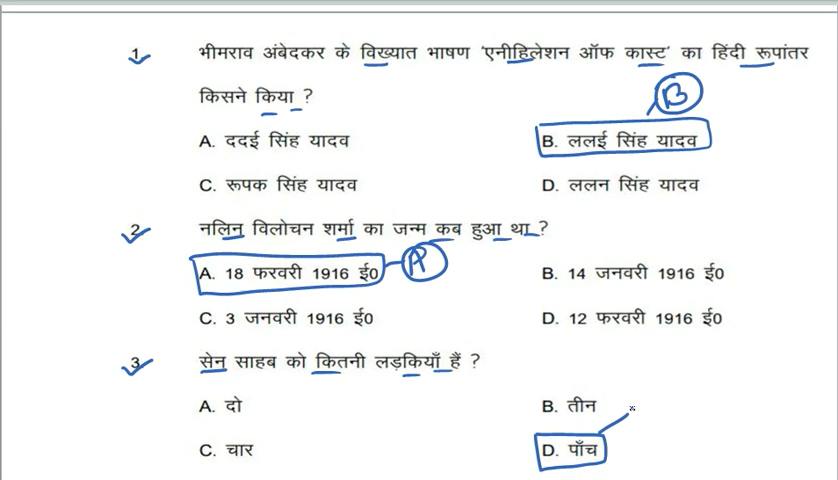 1 भीमराव अंबेदकर के विख्यात भाषण 'एनीहिलेशन ऑफ कास्ट' का हिंदी रूपांतर
किसने किया ?
B
A. ददई सिंह यादव B. ललई सिंह यादव
C. रूपक सिंह यादव D. ललन सिंह यादव
2 नलिन विलोचन शर्मा का जन्म कब हुआ था ?
A. 18 फरवरी 1916 ई0 A B. 14 जनवरी 1916 ई0
C. 3 जनवरी 1916 ई0 D. 12 फरवरी 1916 ई0
3 सेन साहब को कितनी लड़कियाँ हैं ?
A. दो B. तीन
C. चार D. पाँच